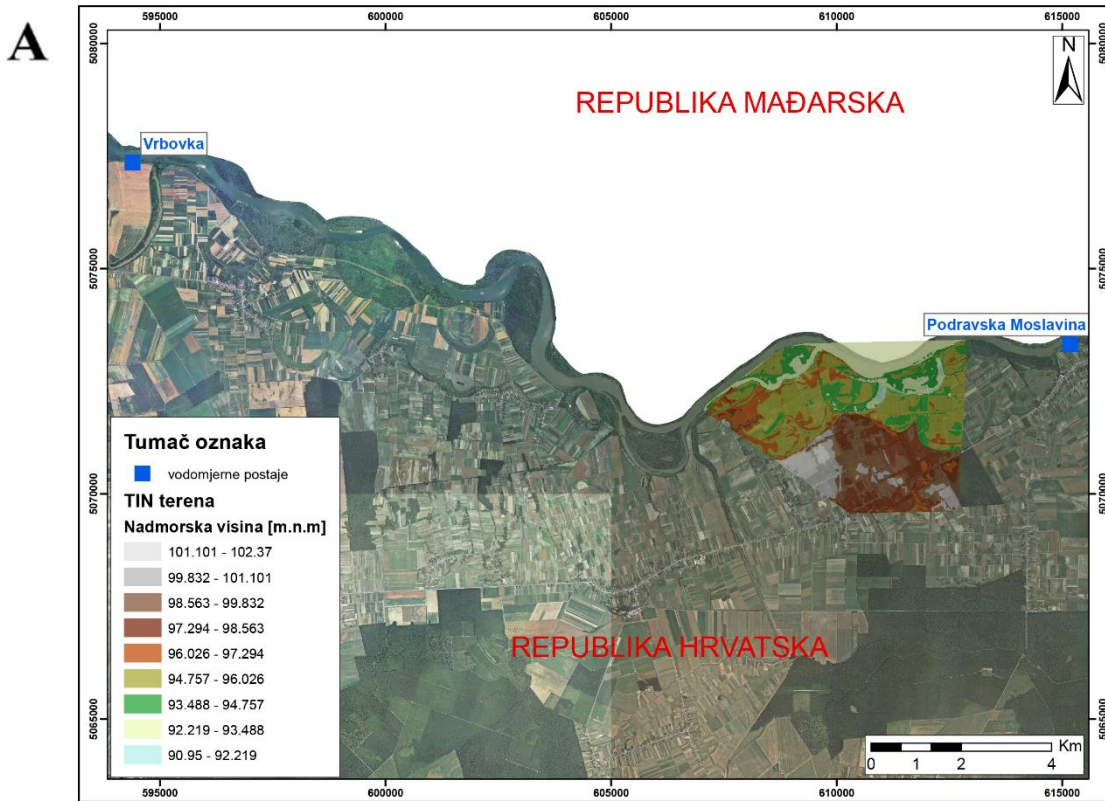 A
595000 600000 605000 610000 615000
5080000 5080000
N
REPUBLIKA MAĐARSKA
Vrbovka
5075000 5075000
Podravska Moslavina
Tumač oznaka
vodomjerne postaje
TIN terena
Nadmorska visina [m.n.m]
101.101 - 102.37
99.832 - 101.101
98.563 - 99.832
97.294 - 98.563
96.026 - 97.294
94.757 - 96.026
93.488 - 94.757
92.219 - 93.488
90.95 - 92.219
5070000 5070000
REPUBLIKA HRVATSKA
5065000 5065000
Km
0 1 2 4
595000 600000 605000 610000 615000